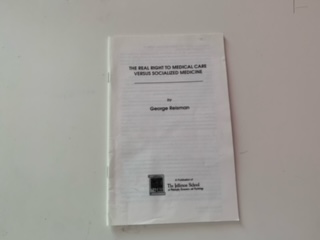 THE REAL RIGHT TO MEDICAL CARE
VERSUS SOCIALIZED MEDICINE
by
George Reisman
The Jefferson School